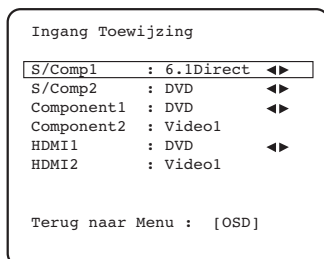 Ingang Toewijzing
S/Comp1 : 6.1Direct ◄►
S/Comp2 : DVD ◄►
Component1 : DVD ◄►
Component2 : Video1
HDMI1 : DVD ◄►
HDMI2 : Video1
Terug naar Menu : [OSD]